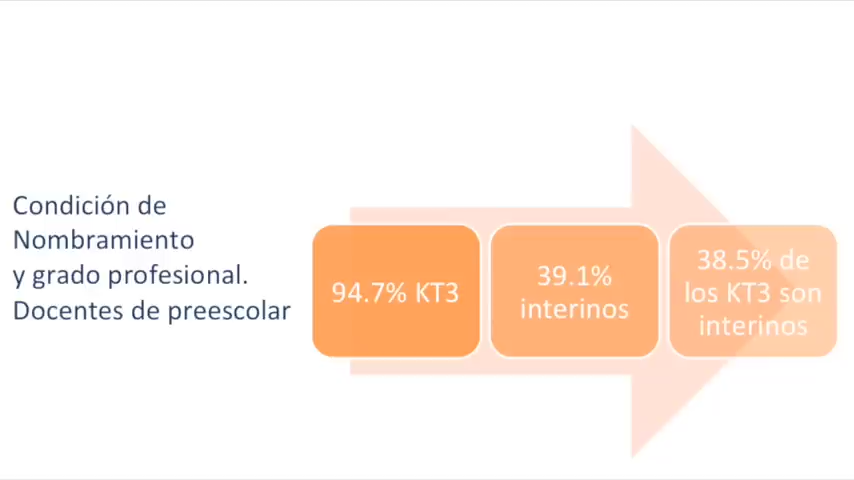 Condición de
Nombramiento
y grado profesional.
Docentes de preescolar
94.7% KT3
39.1%
interinos
38.5% de
los KT3 son
interinos